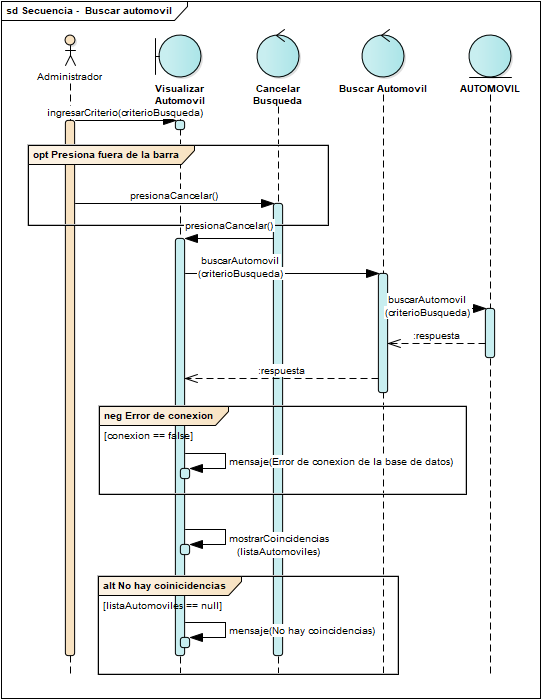 sd Secuencia - Buscar automovil
Administrador
Visualizar
Automovil
Cancelar
Busqueda
Buscar Automovil
AUTOMOVIL
ingresarCriterio(criterioBusqueda)
opt Presiona fuera de la barra
presionaCancelar()
presionaCancelar()
buscarAutomovil
(criterioBusqueda)
buscarAutomovil
(criterioBusqueda)
:respuesta
:respuesta
neg Error de conexion
[conexion == false]
mensaje(Error de conexion de la base de datos)
mostrarCoincidencias
(listaAutomoviles)
alt No hay coinicidencias
[listaAutomoviles == null]
mensaje(No hay coincidencias)